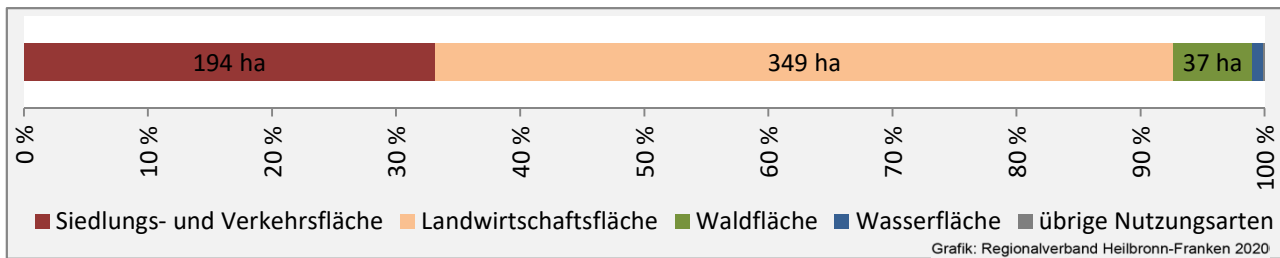 194 ha 349 ha 37 ha
0 % 10 % 20 % 30 % 40 % 50 % 60 % 70 % 80 % 90 % 100 %
Siedlungs- und Verkehrsfläche Landwirtschaftsfläche Waldfläche Wasserfläche übrige Nutzungsarten
Grafik: Regionalverband Heilbronn-Franken 2020